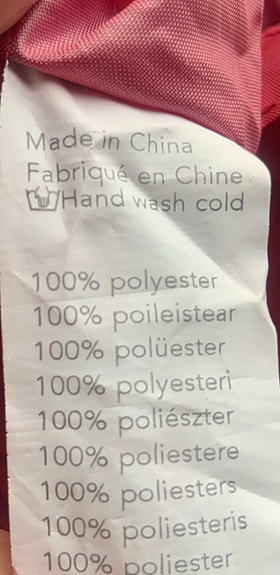 Made in China
Fabriqué en Chine
Hand wash cold
100% polyester
100% poileistear
100% polüester
100% polyesteri
100% poliészter
100% poliestere
100% poliesters
100% poliesteris
100% poliester